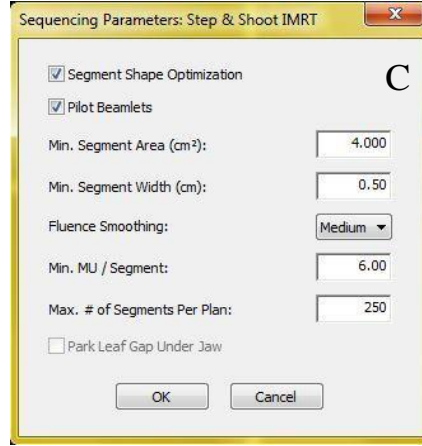 Sequencing Parameters: Step & Shoot IMRT
Segment Shape Optimization
C
Pilot Beamlets
Min. Segment Area (cm²): 4.000
Min. Segment Width (cm): 0.50
Fluence Smoothing: Medium
Min. MU / Segment: 6.00
Max. # of Segments Per Plan: 250
Park Leaf Gap Under Jaw
OK Cancel